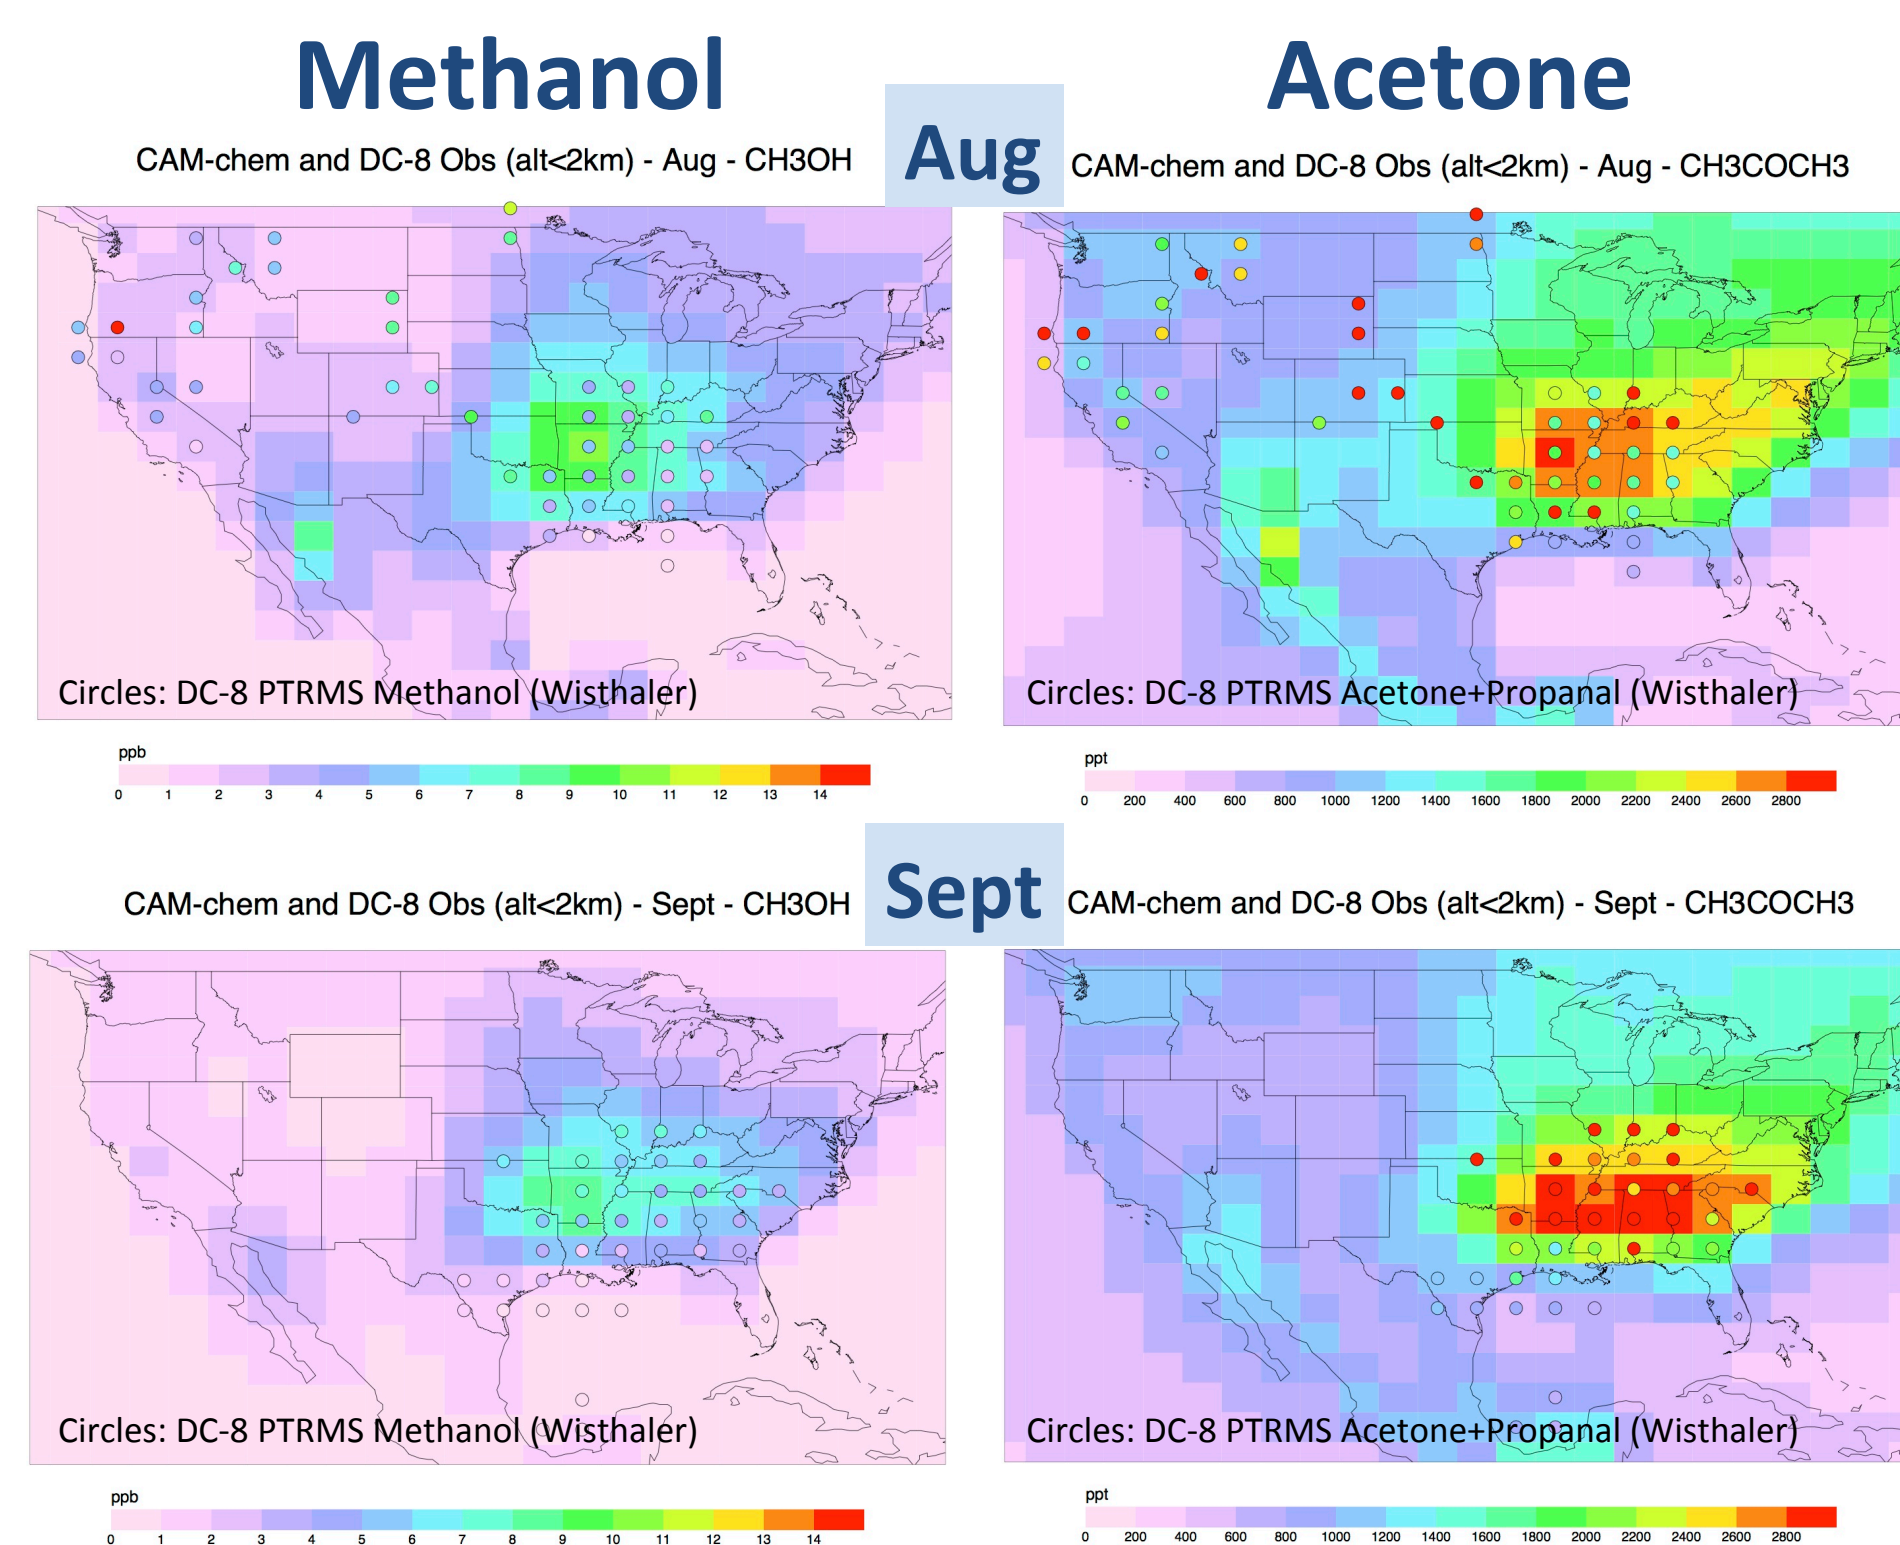 Methanol
Acetone
Aug
CAM-chem and DC-8 Obs (alt<2km) - Aug - CH3OH
CAM-chem and DC-8 Obs (alt<2km) - Aug - CH3COCH3
Circles: DC-8 PTRMS Methanol (Wisthaler)
Circles: DC-8 PTRMS Acetone+Propanal (Wisthaler)
ppb
0 1 2 3 4 5 6 7 8 9 10 11 12 13 14
ppt
0 200 400 600 800 1000 1200 1400 1600 1800 2000 2200 2400 2600 2800
Sept
CAM-chem and DC-8 Obs (alt<2km) - Sept - CH3OH
CAM-chem and DC-8 Obs (alt<2km) - Sept - CH3COCH3
Circles: DC-8 PTRMS Methanol (Wisthaler)
Circles: DC-8 PTRMS Acetone+Propanal (Wisthaler)
ppb
0 1 2 3 4 5 6 7 8 9 10 11 12 13 14
ppt
0 200 400 600 800 1000 1200 1400 1600 1800 2000 2200 2400 2600 2800